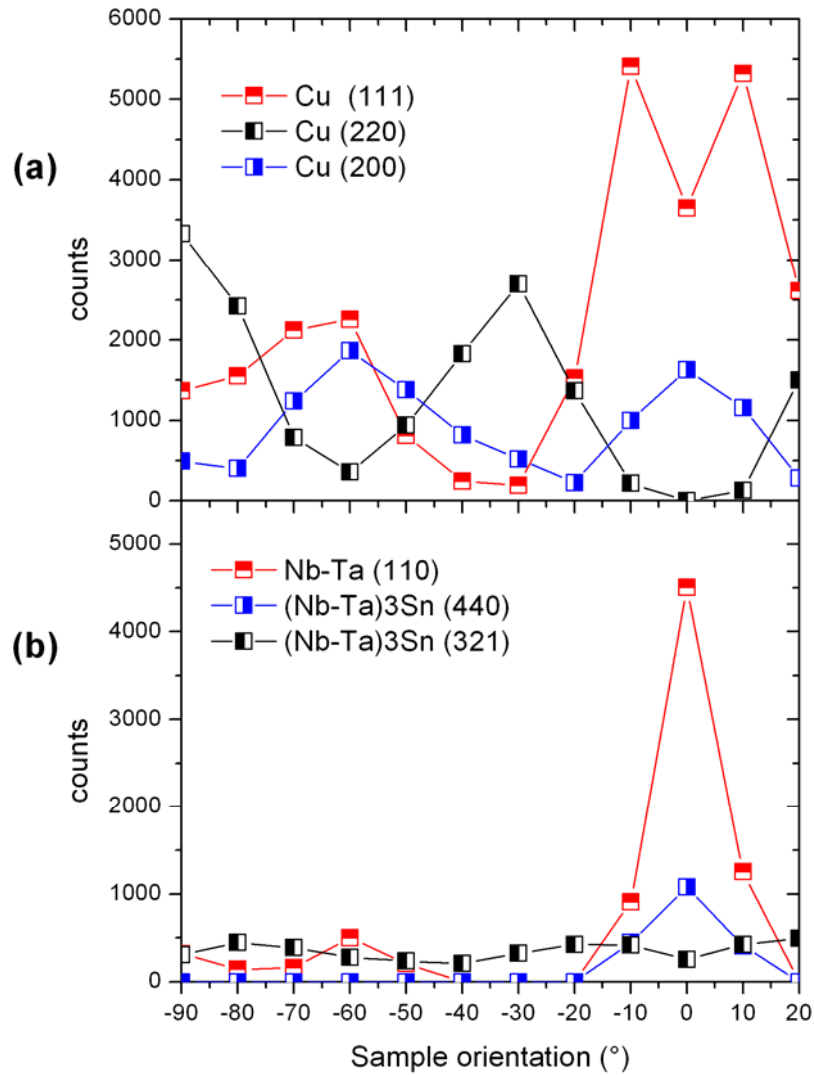 6000
5000
4000
3000
2000
1000
0
counts
(a)
Cu (111)
Cu (220)
Cu (200)
5000
4000
3000
2000
1000
0
counts
(b)
Nb-Ta (110)
(Nb-Ta)3Sn (440)
(Nb-Ta)3Sn (321)
-90 -80 -70 -60 -50 -40 -30 -20 -10 0 10 20
Sample orientation (°)